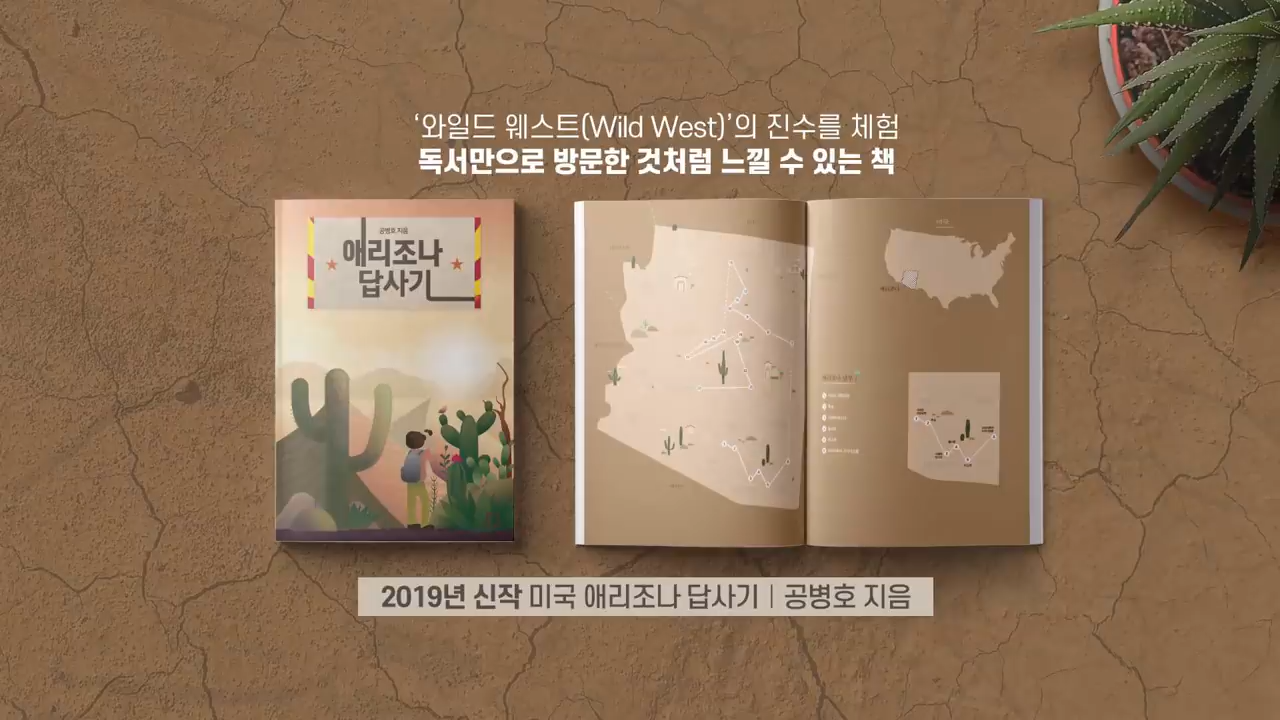 ‘와일드 웨스트(Wild West)’의 진수를 체험
독서만으로 방문한 것처럼 느낄 수 있는 책
공병호 지음
애리조나
답사기
2019년 신작 미국 애리조나 답사기 | 공병호 지음